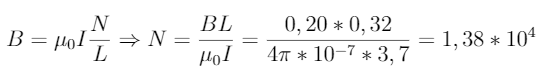 B = μ₀I N/L ⇒ N = BL/μ₀I = 0,20 * 0,32/4π * 10⁻⁷ * 3,7 = 1,38 * 10⁴